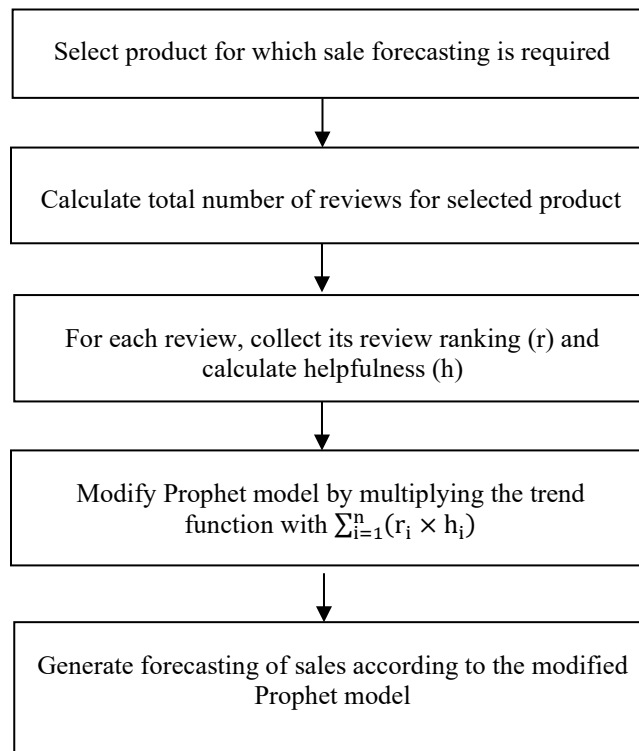 Select product for which sale forecasting is required
Calculate total number of reviews for selected product
For each review, collect its review ranking (r) and
calculate helpfulness (h)
Modify Prophet model by multiplying the trend
function with ∑ⁿᵢ₌₁(rᵢ × hᵢ)
Generate forecasting of sales according to the modified
Prophet model